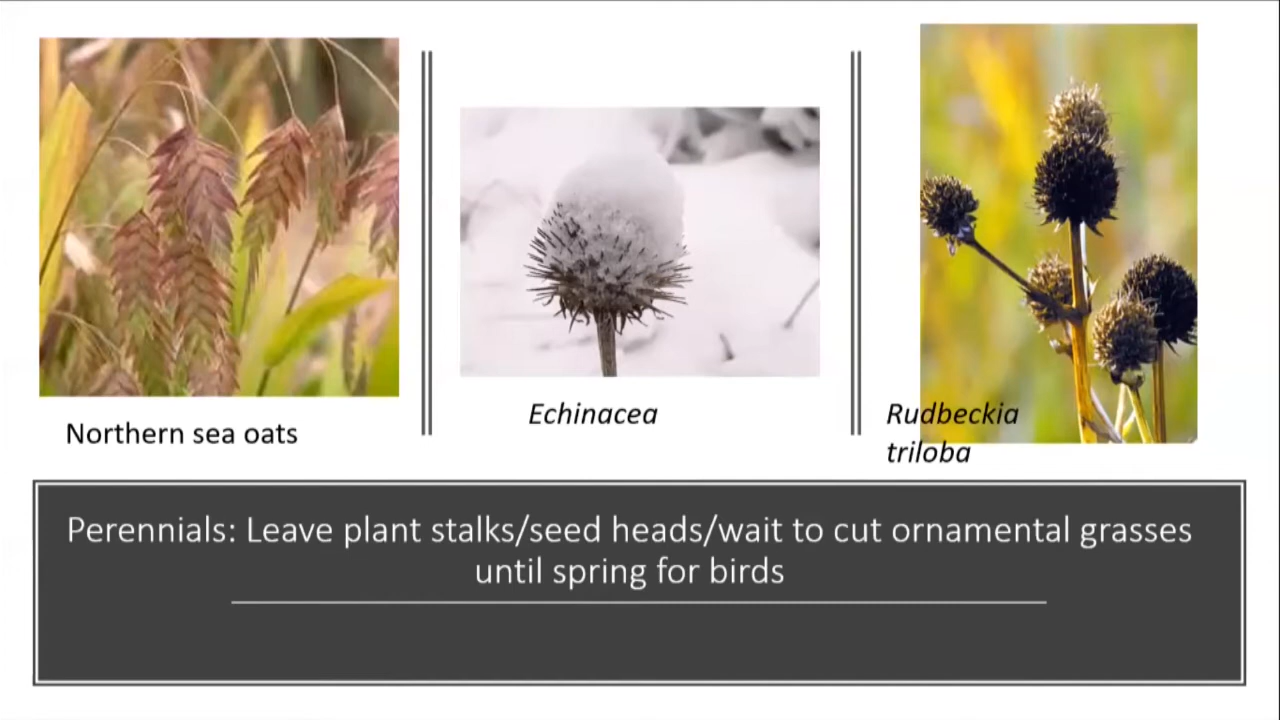 Northern sea oats
Echinacea
Rudbeckia
triloba
Perennials: Leave plant stalks/seed heads/wait to cut ornamental grasses
until spring for birds